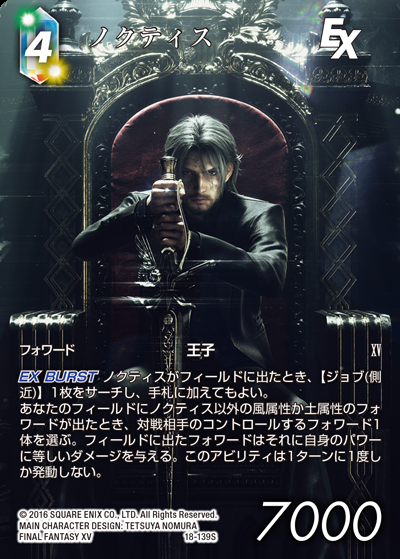 4
ノクティス
EX
フォワード 王子 XV
EX BURST ノクティスがフィールドに出たとき、【ジョブ(側
近)】1枚をサーチし、手札に加えてもよい。
あなたのフィールドにノクティス以外の風属性か土属性のフォ
ワードが出たとき、対戦相手のコントロールするフォワード1
体を選ぶ。フィールドに出たフォワードはそれに自身のパワー
に等しいダメージを与える。このアビリティは1ターンに1度し
か発動しない。
© 2016 SQUARE ENIX CO., LTD. All Rights Reserved.
MAIN CHARACTER DESIGN: TETSUYA NOMURA
FINAL FANTASY XV 18-139S
7000